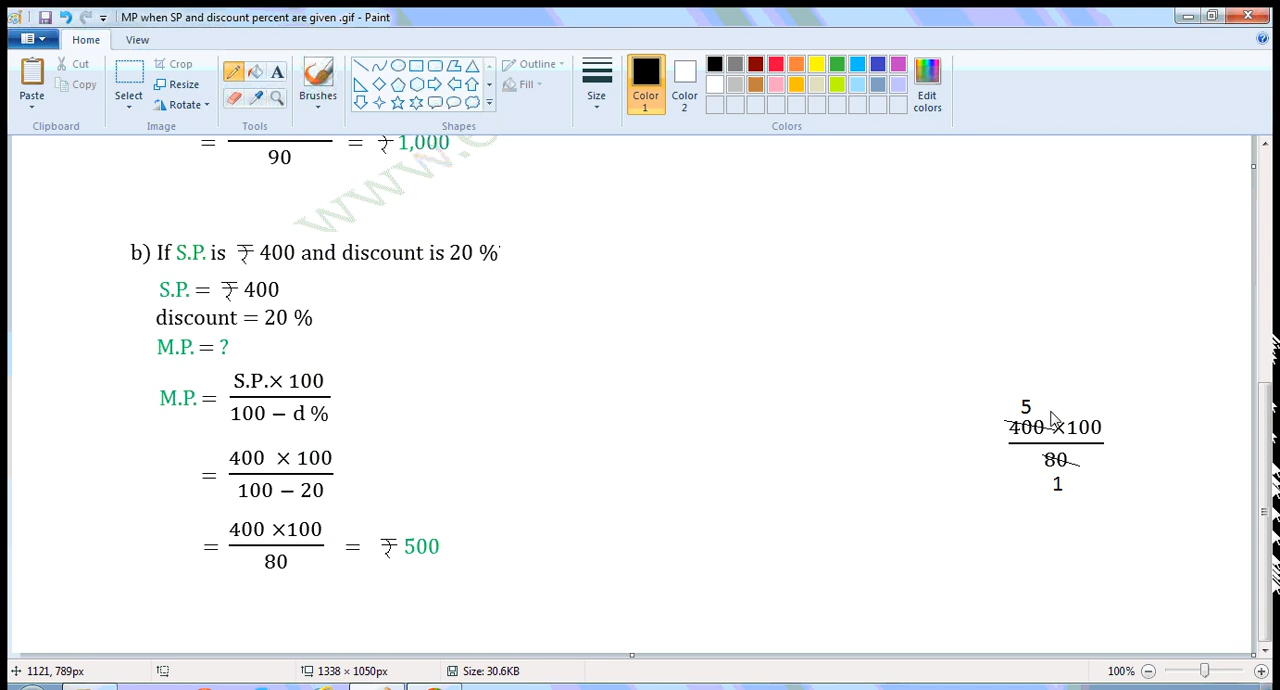 MP when SP and discount percent are given .gif - Paint
Home View
Paste
Cut
Copy
Clipboard
Select
Crop
Resize
Rotate
Image
A
Tools
Brushes
Outline
Fill
Shapes
Size
Color 1
Color 2
Edit colors
Colors
= 90 = ₹ 1,000
www.e
b) If S.P. is ₹ 400 and discount is 20 %
S.P. = ₹ 400
discount = 20 %
M.P. = ?
M.P. = S.P. × 100
100 − d %
= 400 × 100
100 − 20
= 400 ×100
80 = ₹ 500
5
400 ×100
80
1
1121, 789px
1338 × 1050px
Size: 30.6KB
100%